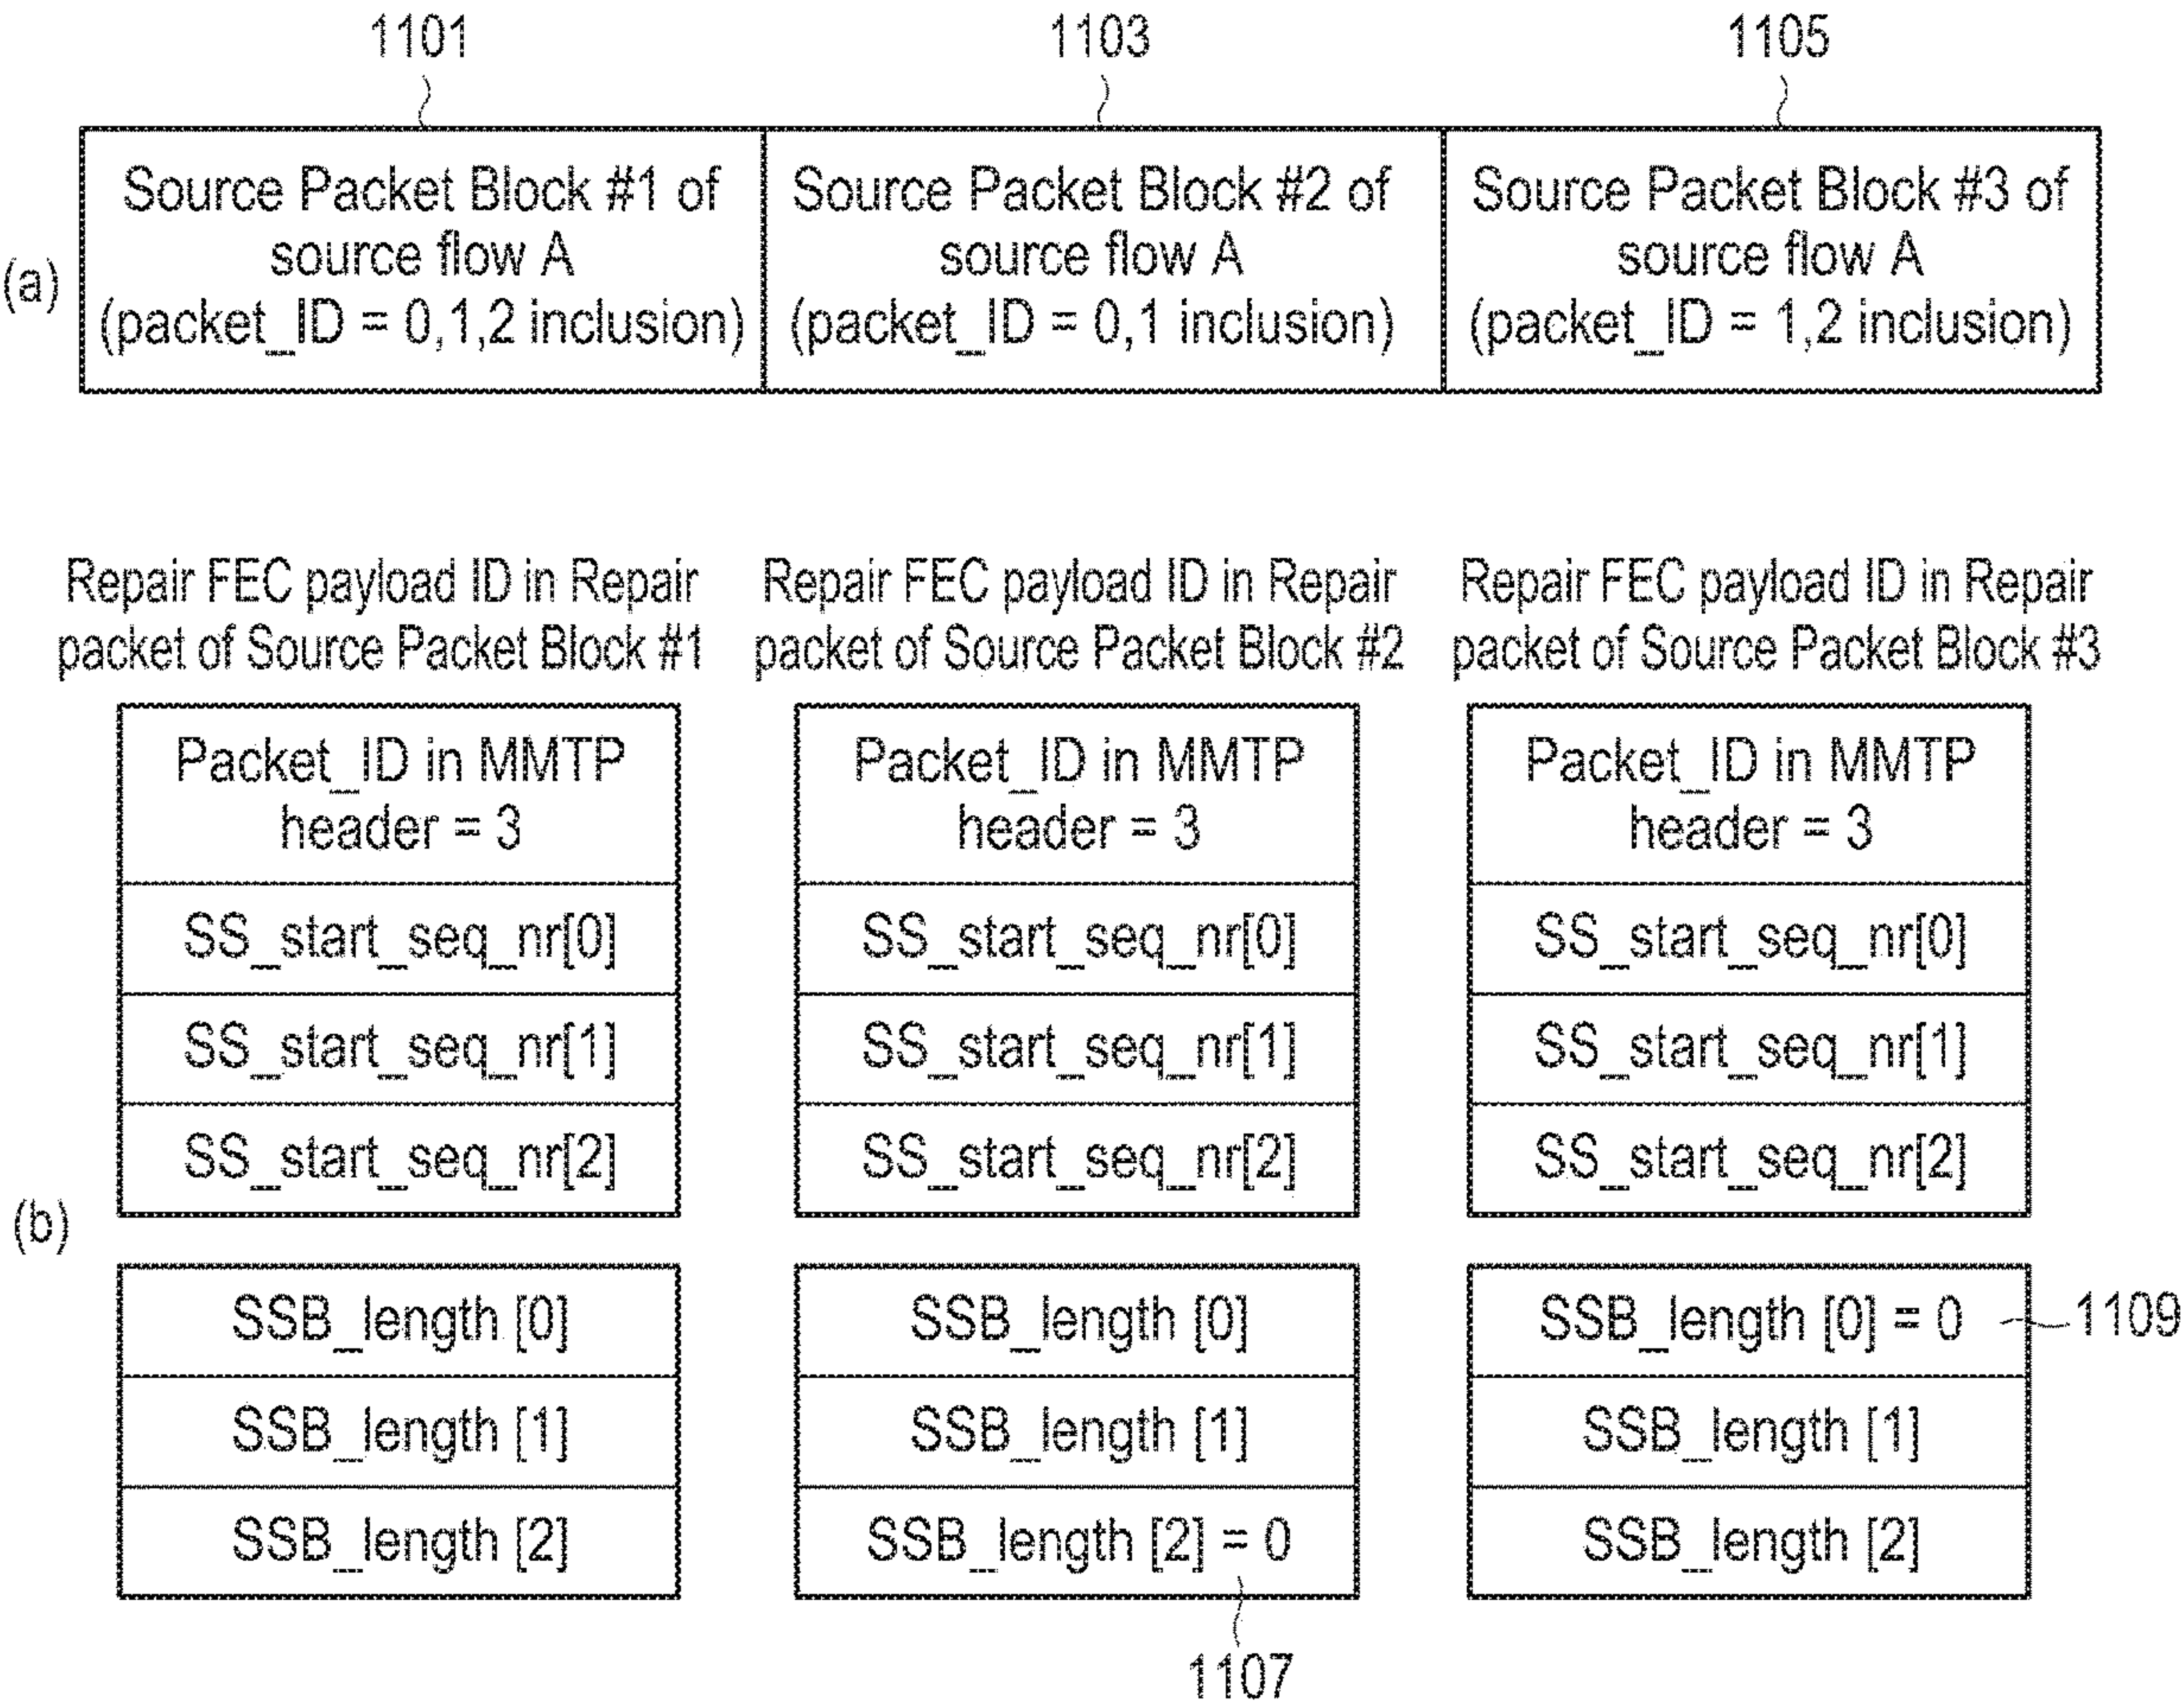 1101 1103 1105
(a)
Source Packet Block #1 of
source flow A
(packet_ID = 0,1,2 inclusion)
Source Packet Block #2 of
source flow A
(packet_ID = 0,1 inclusion)
Source Packet Block #3 of
source flow A
(packet_ID = 1,2 inclusion)
(b)
Repair FEC payload ID in Repair
packet of Source Packet Block #1
Packet_ID in MMTP
header = 3
SS_start_seq_nr[0]
SS_start_seq_nr[1]
SS_start_seq_nr[2]
SSB_length [0]
SSB_length [1]
SSB_length [2]
Repair FEC payload ID in Repair
packet of Source Packet Block #2
Packet_ID in MMTP
header = 3
SS_start_seq_nr[0]
SS_start_seq_nr[1]
SS_start_seq_nr[2]
SSB_length [0]
SSB_length [1]
SSB_length [2] = 0
1107
Repair FEC payload ID in Repair
packet of Source Packet Block #3
Packet_ID in MMTP
header = 3
SS_start_seq_nr[0]
SS_start_seq_nr[1]
SS_start_seq_nr[2]
SSB_length [0] = 0
1109
SSB_length [1]
SSB_length [2]